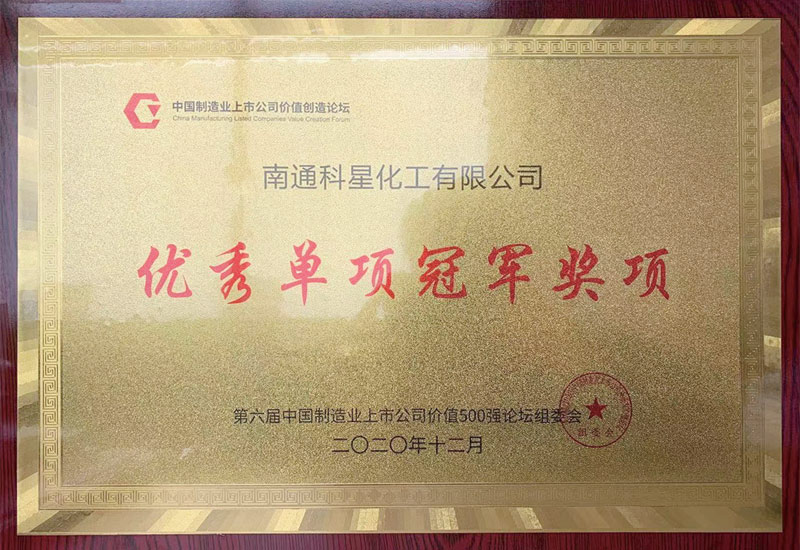 中国制造业上市公司价值创造论坛
China Manufacturing Listed Companies Value Creation Forum
南通科星化工有限公司
优秀单项冠军奖项
第六届中国制造业上市公司价值500强论坛组委会
二〇二〇年十二月
组委会